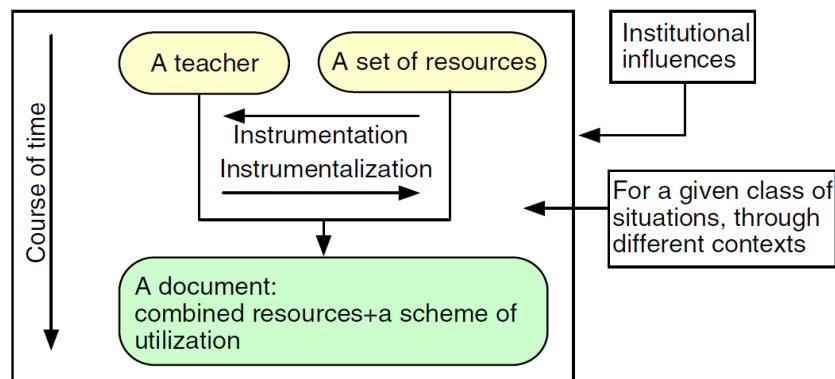 Course of time
A teacher
A set of resources
Instrumentation
Instrumentalization
A document:
combined resources+a scheme of
utilization
Institutional
influences
For a given class of
situations, through
different contexts